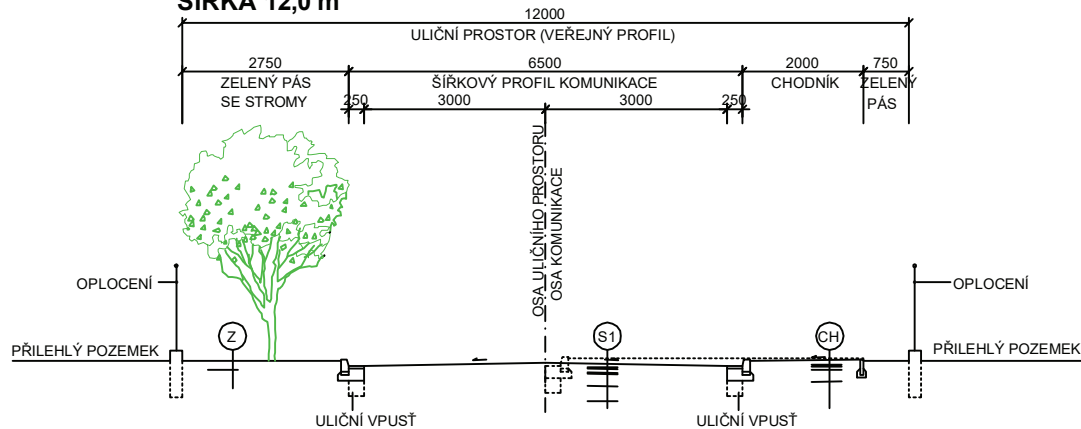 ŠÍŘKA 12,0 m
12000
ULIČNÍ PROSTOR (VEŘEJNÝ PROFIL)
2750
6500
2000
750
ZELENÝ PÁS
SE STROMY
ŠÍŘKOVÝ PROFIL KOMUNIKACE
CHODNÍK
ZELENÝ
PÁS
250
3000
3000
250
OSA ULIČNÍHO PROSTORU
OSA KOMUNIKACE
OPLOCENÍ
OPLOCENÍ
Z
S1
CH
PŘILEHLÝ POZEMEK
PŘILEHLÝ POZEMEK
ULIČNÍ VPUSŤ
ULIČNÍ VPUSŤ